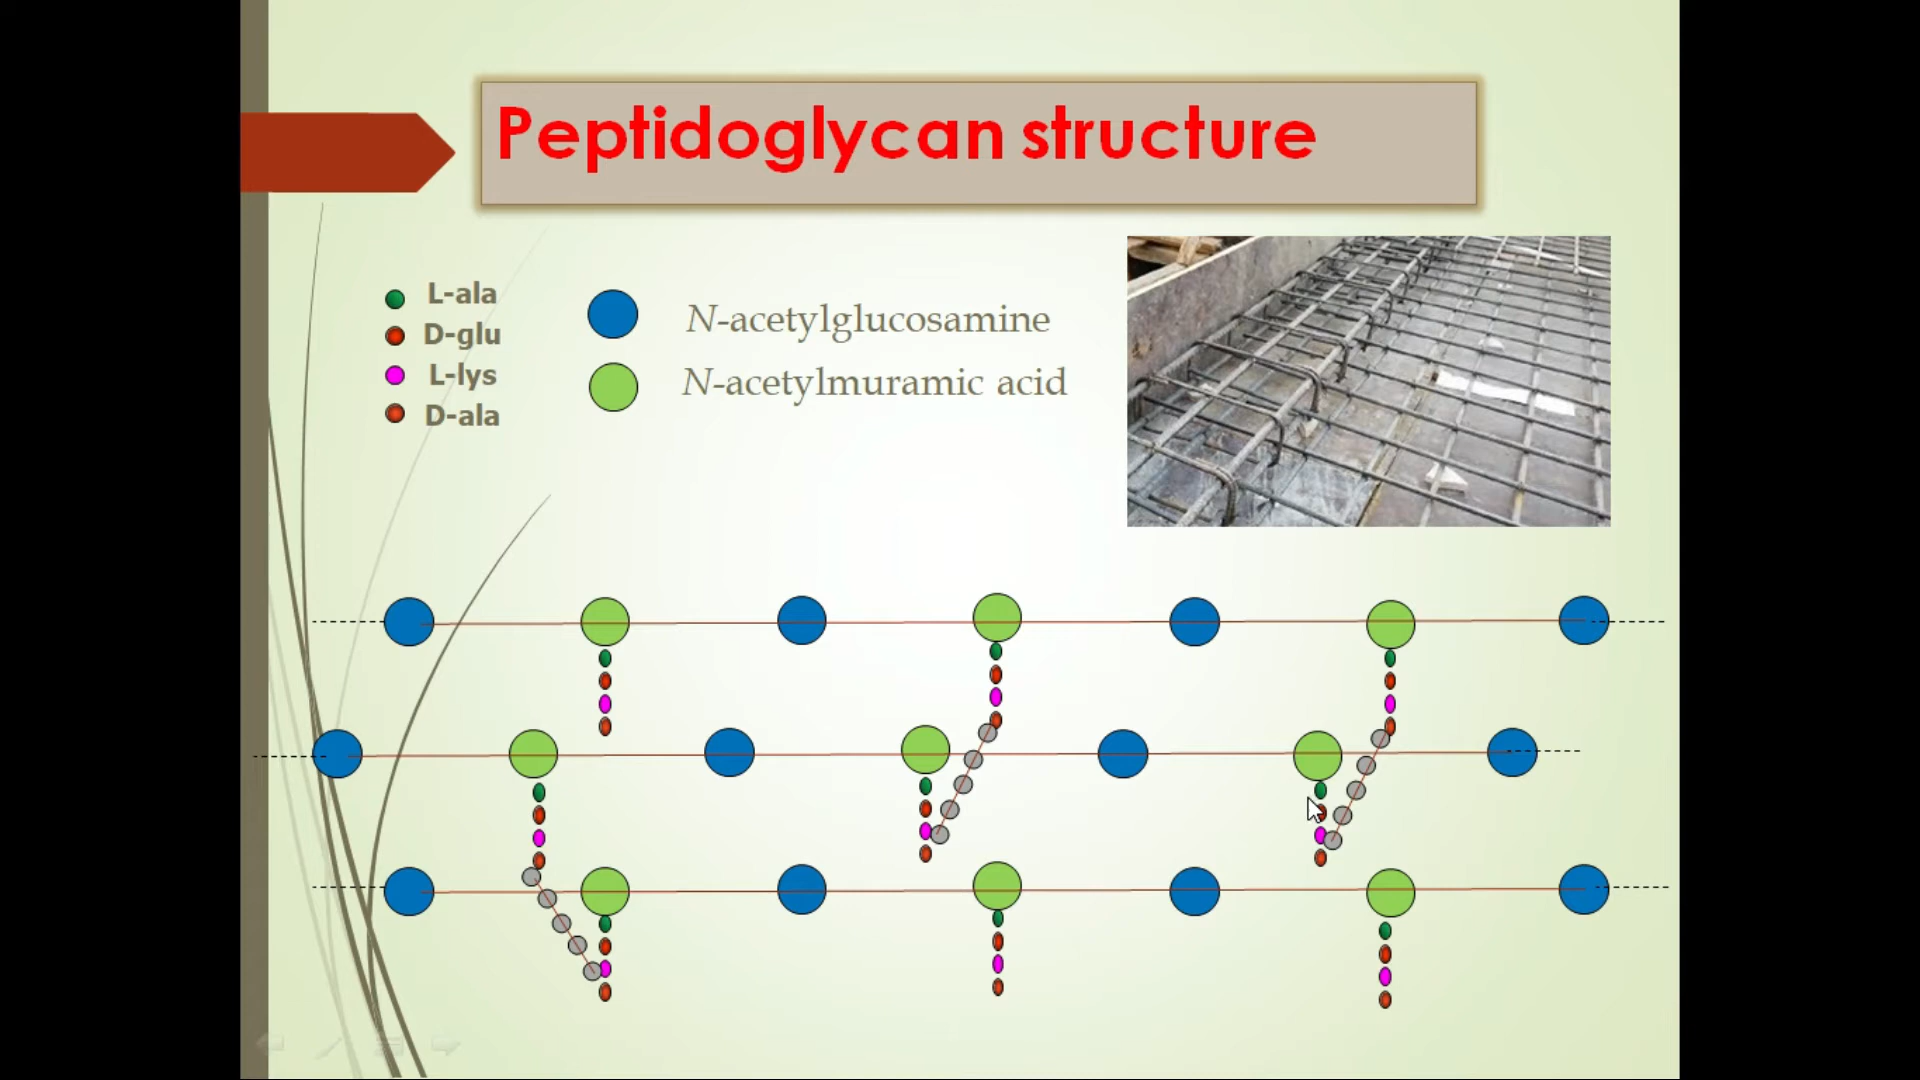 Peptidoglycan structure
L-ala
D-glu
L-lys
D-ala
N-acetylglucosamine
N-acetylmuramic acid